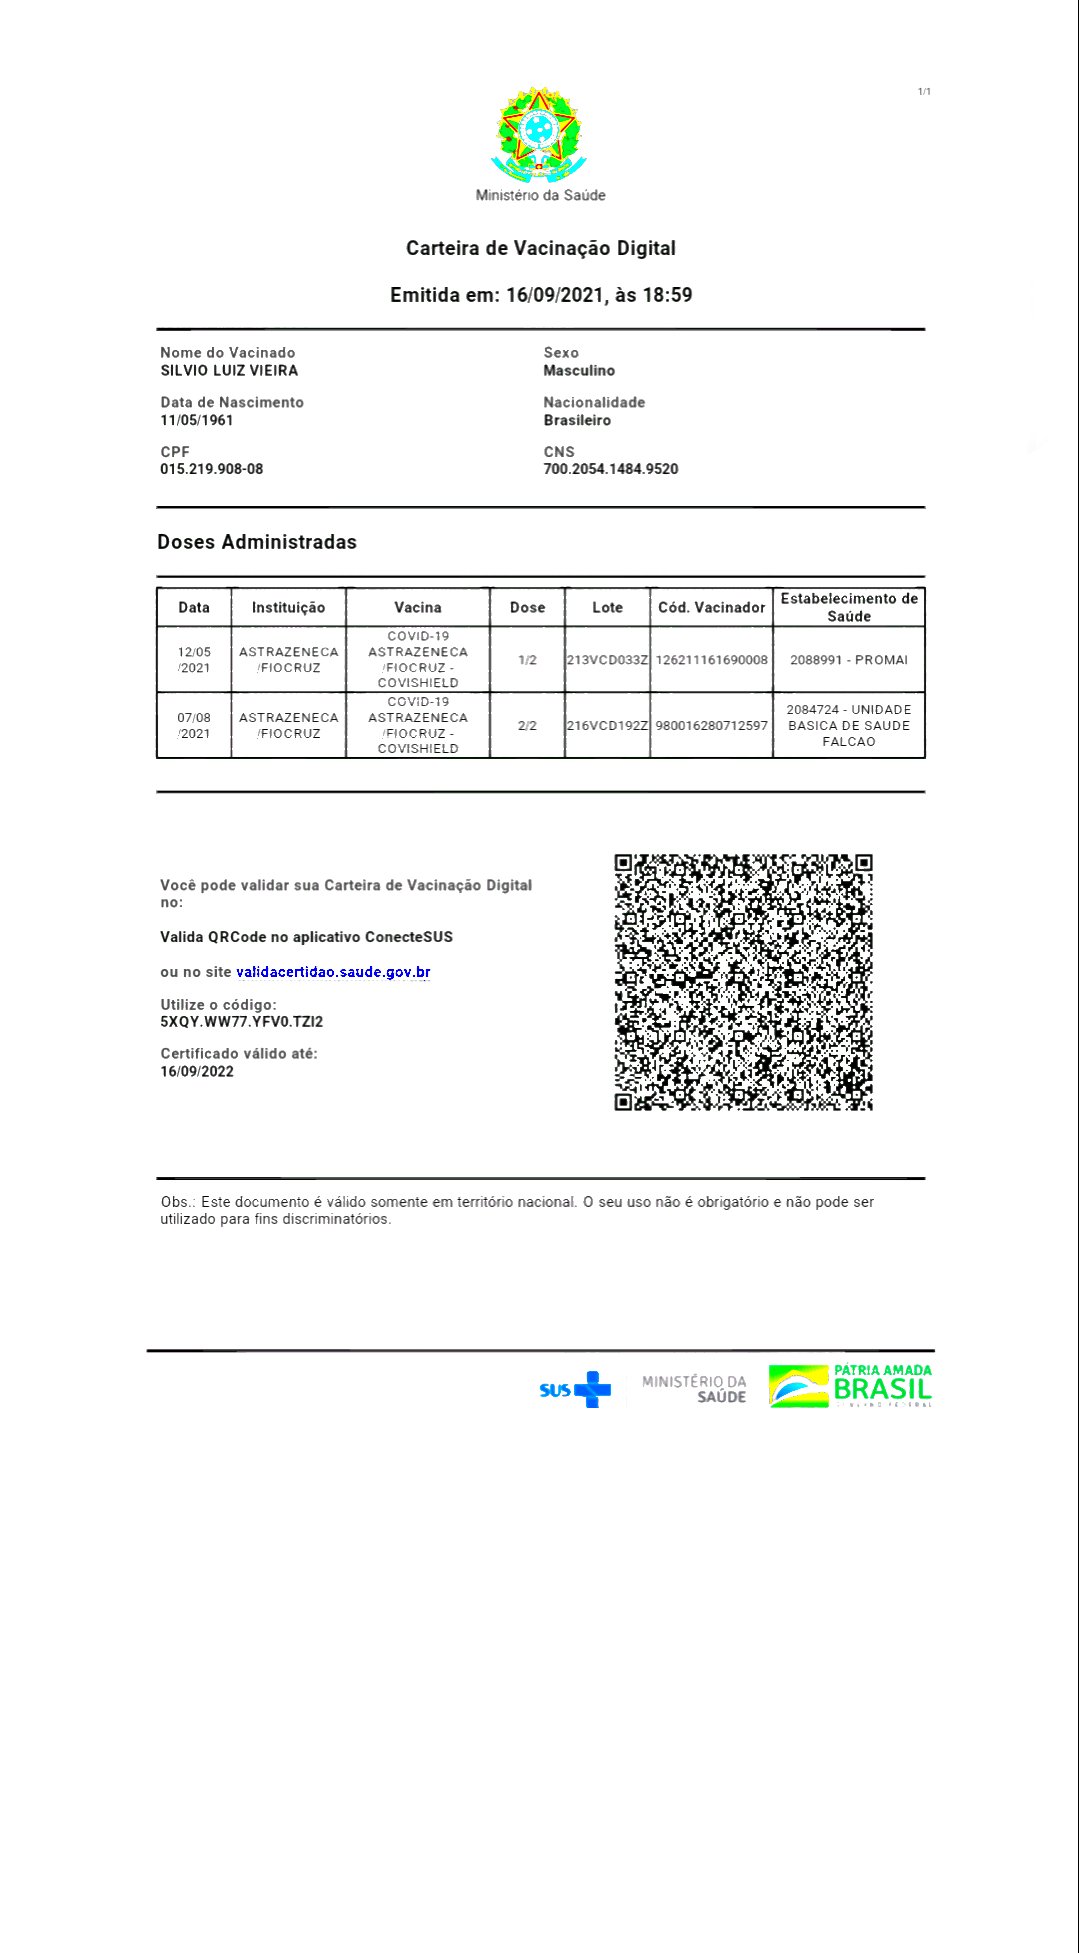 1/1
Ministério da Saúde
Carteira de Vacinação Digital
Emitida em: 16/09/2021, às 18:59
Nome do Vacinado
SILVIO LUIZ VIEIRA
Sexo
Masculino
Data de Nascimento
11/05/1961
Nacionalidade
Brasileiro
CPF
015.219.908-08
CNS
700.2054.1484.9520
Doses Administradas
Data Instituição Vacina Dose Lote Cód. Vacinador Estabelecimento de Saúde
12/05/2021 ASTRAZENECA/FIOCRUZ COVID-19 ASTRAZENECA/FIOCRUZ - COVISHIELD 1/2 213VCD033Z 126211161690008 2088991 - PROMAI
07/08/2021 ASTRAZENECA/FIOCRUZ COVID-19 ASTRAZENECA/FIOCRUZ - COVISHIELD 2/2 216VCD192Z 980016280712597 2084724 - UNIDADE BASICA DE SAUDE FALCAO
Você pode validar sua Carteira de Vacinação Digital
no:
Valida QRCode no aplicativo ConecteSUS
ou no site validacertidao.saude.gov.br
Utilize o código:
5XQY.WW77.YFV0.TZI2
Certificado válido até:
16/09/2022
Obs.: Este documento é válido somente em território nacional. O seu uso não é obrigatório e não pode ser
utilizado para fins discriminatórios.
SUS
MINISTÉRIO DA
SAÚDE
PÁTRIA AMADA
BRASIL
GOVERNO FEDERAL